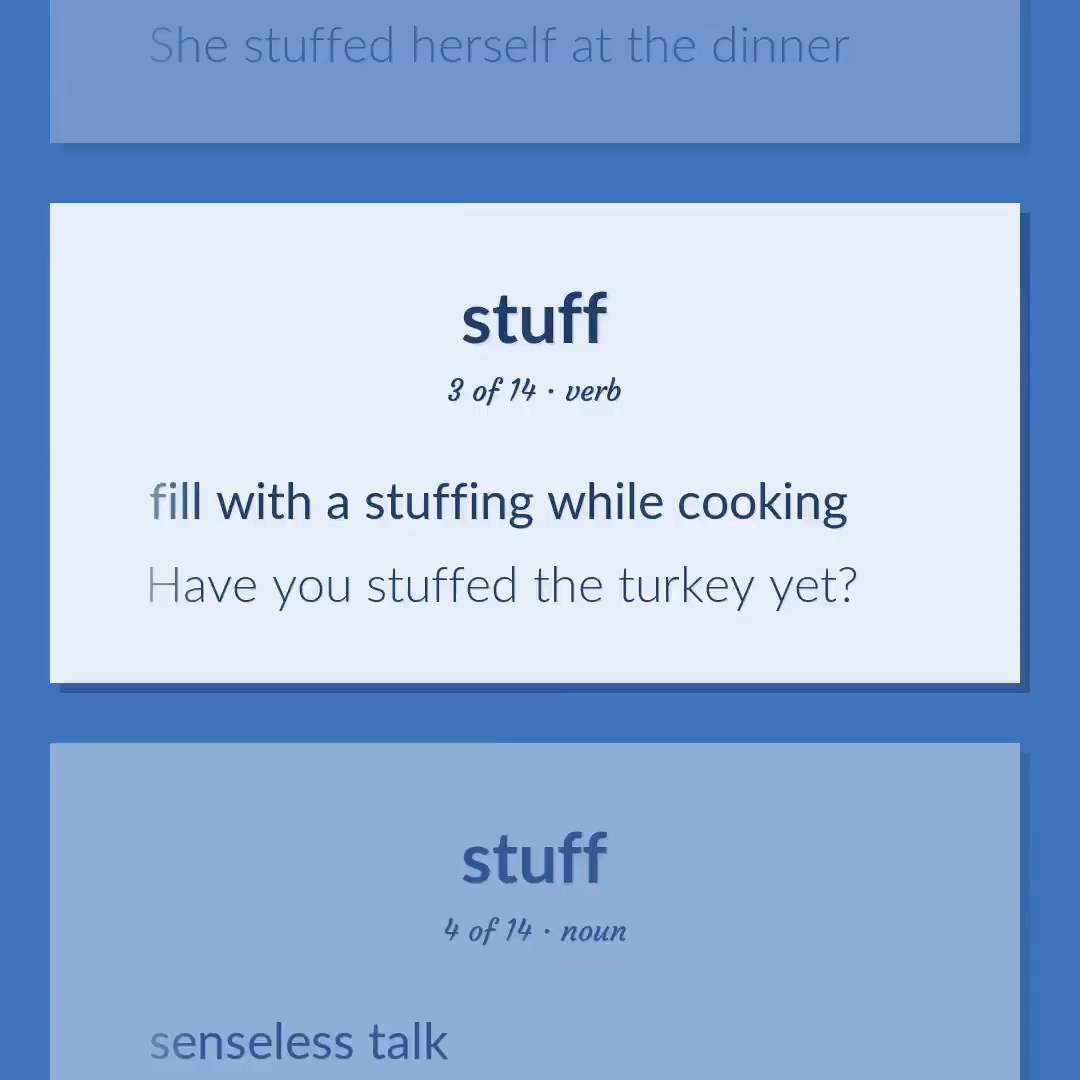 She stuffed herself at the dinner
stuff
3 of 14 · verb
fill with a stuffing while cooking
Have you stuffed the turkey yet?
stuff
4 of 14 · noun
senseless talk